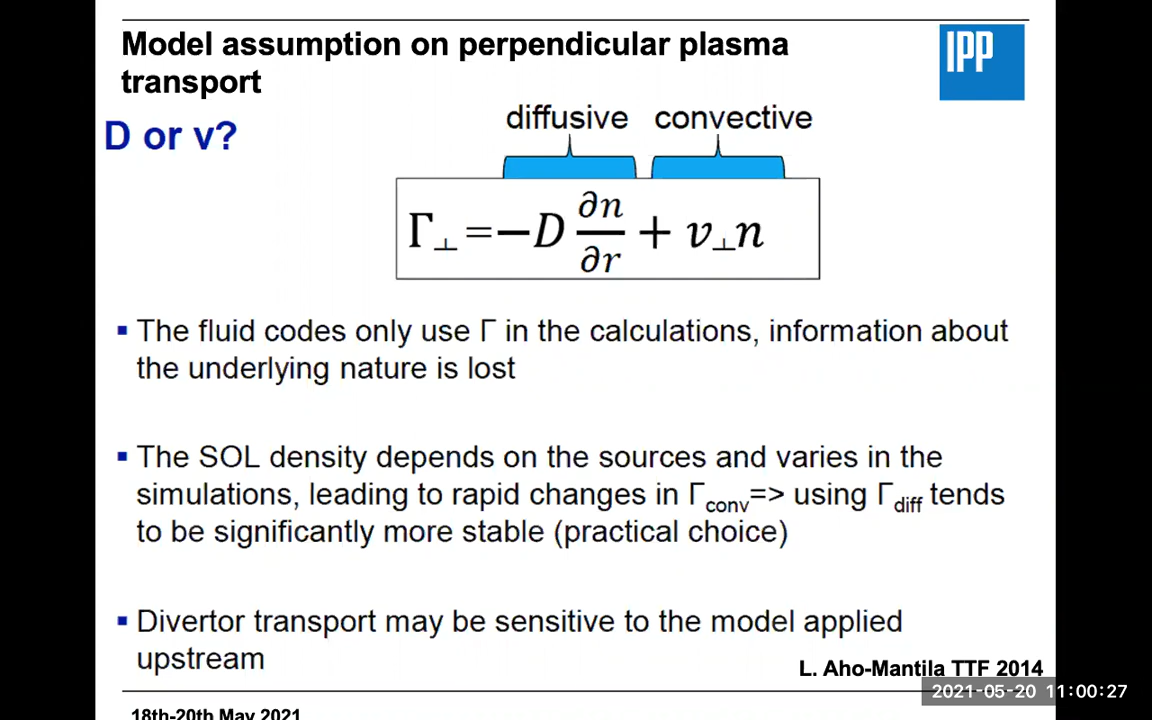 Model assumption on perpendicular plasma
transport
IPP
D or v?
diffusive convective
Γ⊥=−D ∂n/∂r + v⊥n
▪ The fluid codes only use Γ in the calculations, information about
the underlying nature is lost
▪ The SOL density depends on the sources and varies in the
simulations, leading to rapid changes in Γconv=> using Γdiff tends
to be significantly more stable (practical choice)
▪ Divertor transport may be sensitive to the model applied
upstream
L. Aho-Mantila TTF 2014
2021-05-20 11:00:27
18th-20th May 2021